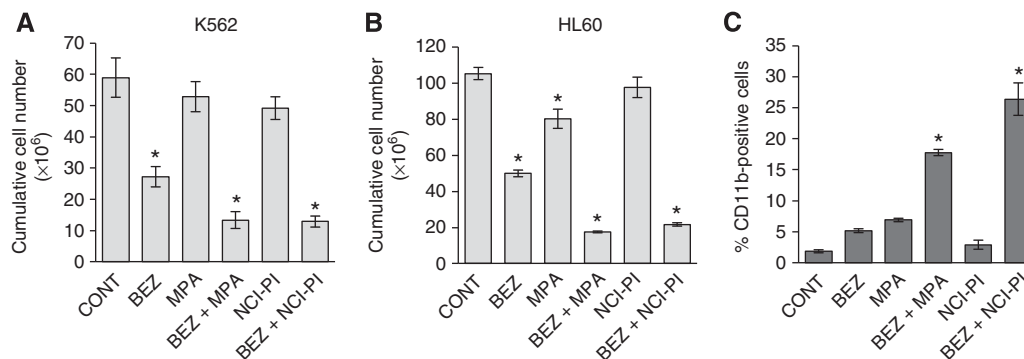 A
K562
Cumulative cell number
(×10⁶)
70
60
50
40
30
20
10
0
*
*
*
CONT
BEZ
MPA
BEZ + MPA
NCI-PI
BEZ + NCI-PI
B
HL60
Cumulative cell number
(×10⁶)
120
100
80
60
40
20
0
*
*
*
*
CONT
BEZ
MPA
BEZ + MPA
NCI-PI
BEZ + NCI-PI
C
% CD11b-positive cells
35
30
25
20
15
10
5
0
*
*
CONT
BEZ
MPA
BEZ + MPA
NCI-PI
BEZ + NCI-PI